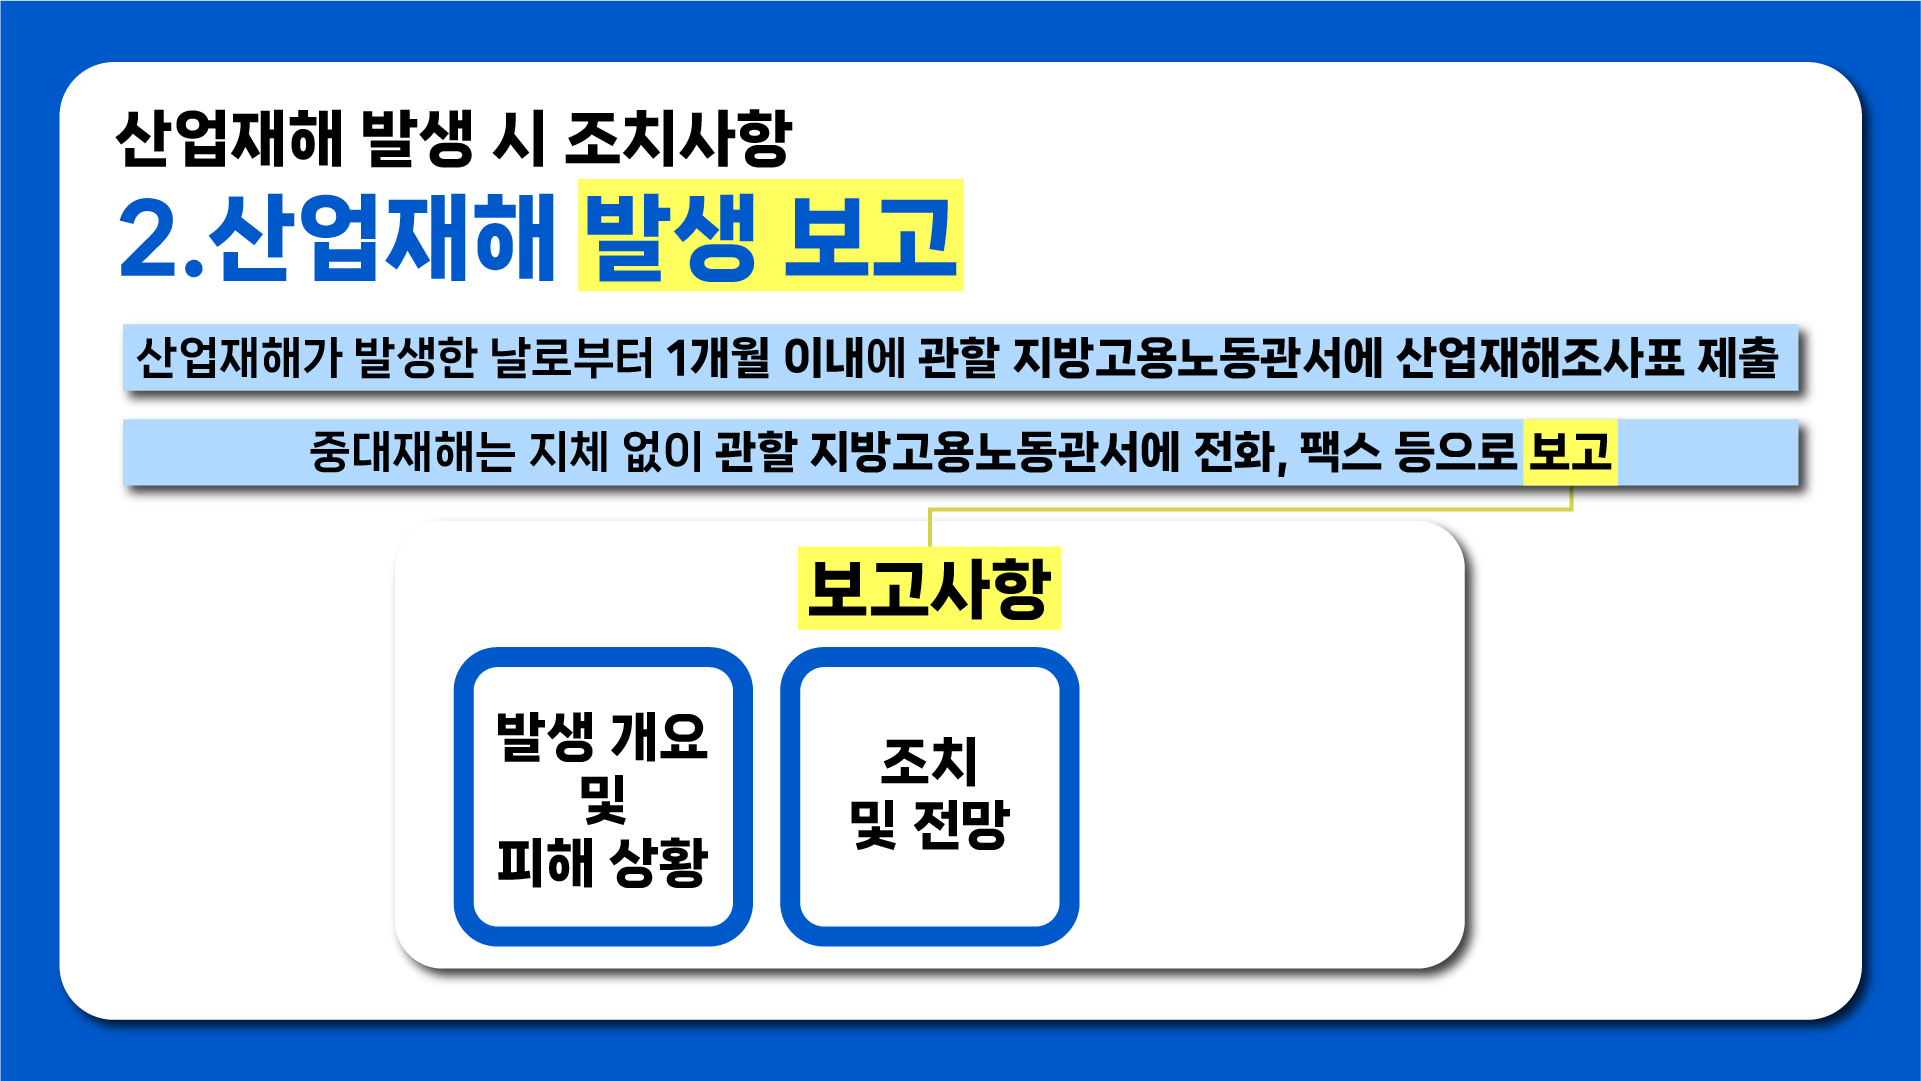 산업재해 발생 시 조치사항
2.산업재해 발생 보고
산업재해가 발생한 날로부터 1개월 이내에 관할 지방고용노동관서에 산업재해조사표 제출
중대재해는 지체 없이 관할 지방고용노동관서에 전화, 팩스 등으로 보고
보고사항
발생 개요
및
피해 상황
조치
및 전망